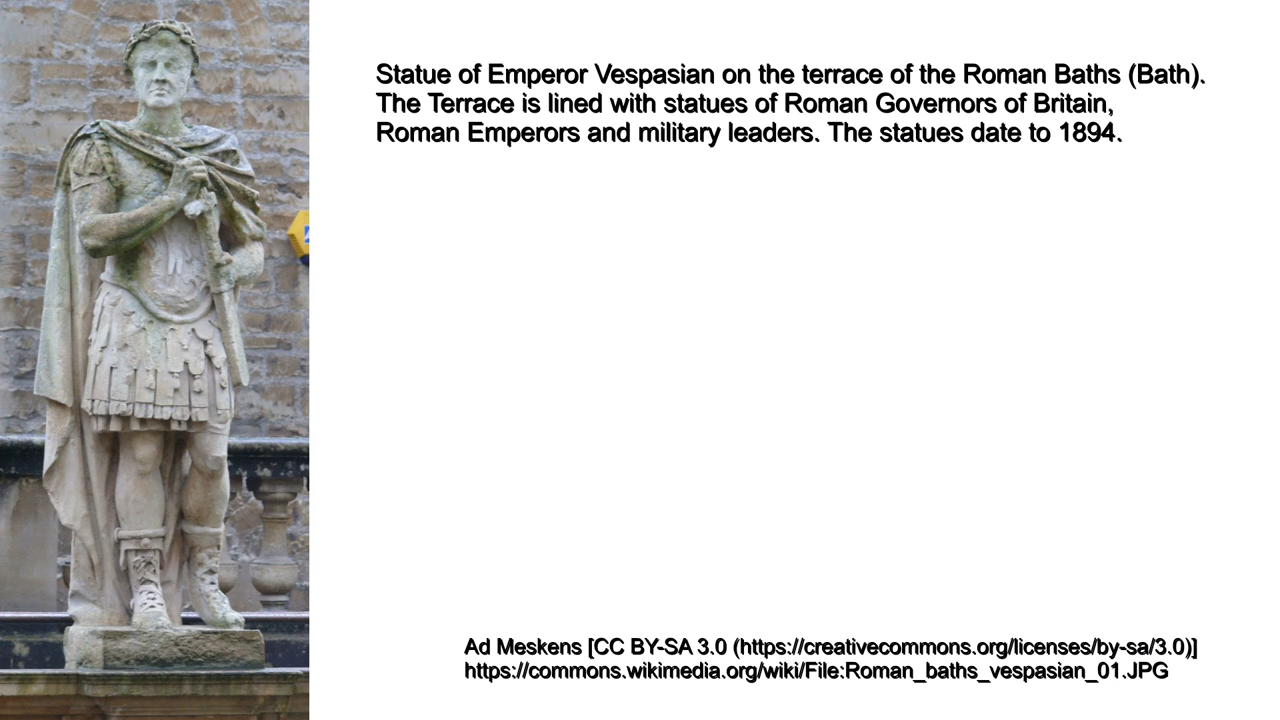 Statue of Emperor Vespasian on the terrace of the Roman Baths (Bath).
The Terrace is lined with statues of Roman Governors of Britain,
Roman Emperors and military leaders. The statues date to 1894.
Ad Meskens [CC BY-SA 3.0 (https://creativecommons.org/licenses/by-sa/3.0)]
https://commons.wikimedia.org/wiki/File:Roman_baths_vespasian_01.JPG